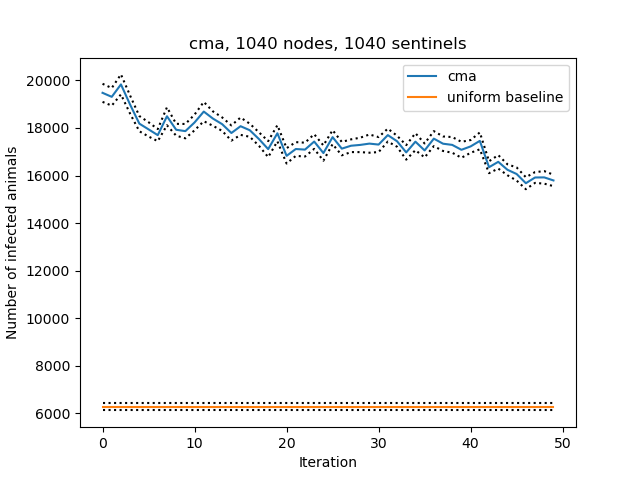 cma, 1040 nodes, 1040 sentinels
cma
uniform baseline
Number of infected animals
20000
18000
16000
14000
12000
10000
8000
6000
0 10 20 30 40 50
Iteration